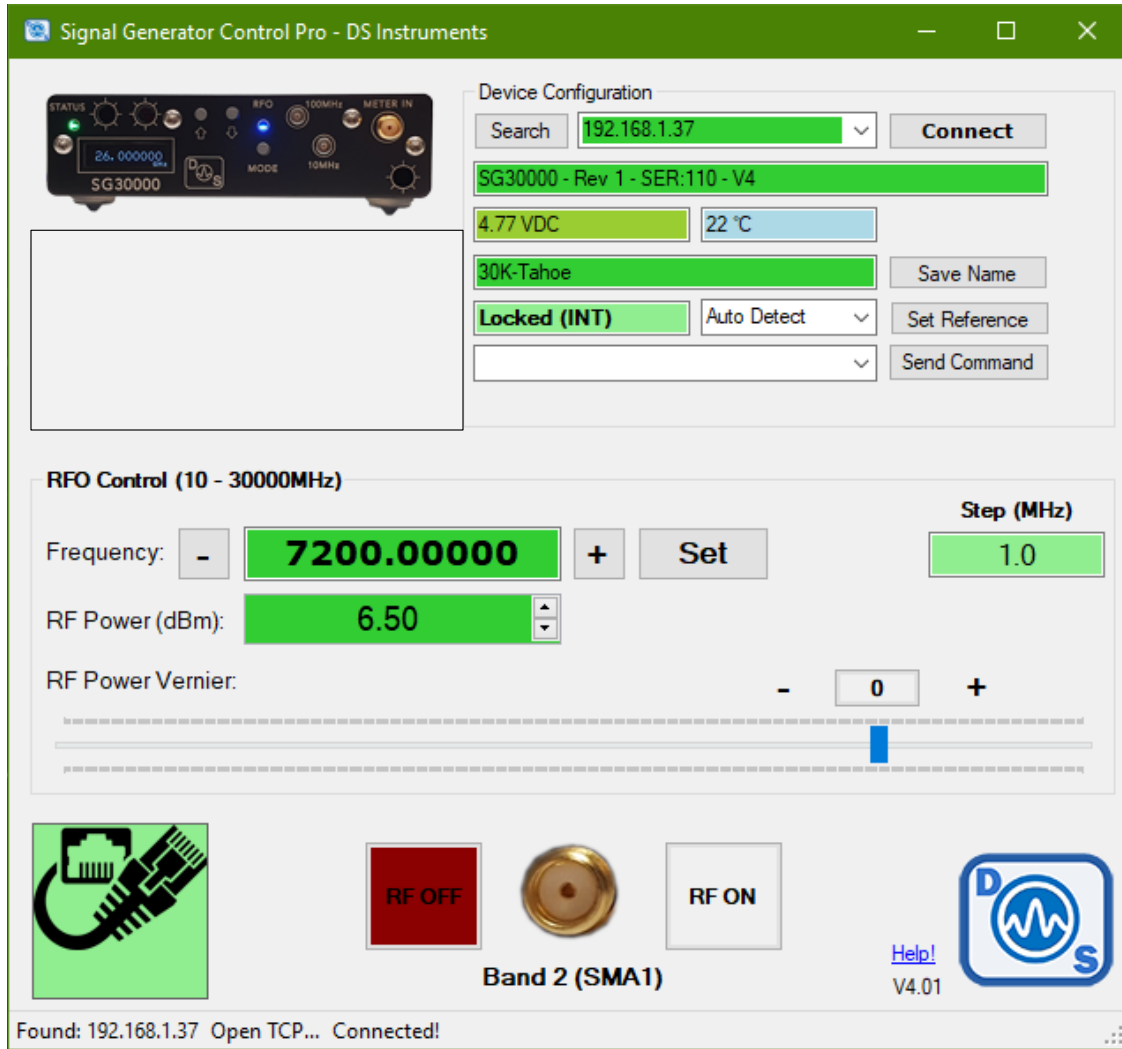 Signal Generator Control Pro - DS Instruments
STATUS
RFO
100MHz
METER IN
26.000000
MODE
10MHz
SG30000
D
S
Device Configuration
Search
192.168.1.37
Connect
SG30000 - Rev 1 - SER:110 - V4
4.77 VDC
22 °C
30K-Tahoe
Save Name
Locked (INT)
Auto Detect
Set Reference
Send Command
RFO Control (10 - 30000MHz)
Step (MHz)
Frequency:
-
7200.00000
+
Set
1.0
RF Power (dBm):
6.50
RF Power Vernier:
-
0
+
RF OFF
RF ON
Band 2 (SMA1)
Help!
V4.01
D
S
Found: 192.168.1.37 Open TCP... Connected!